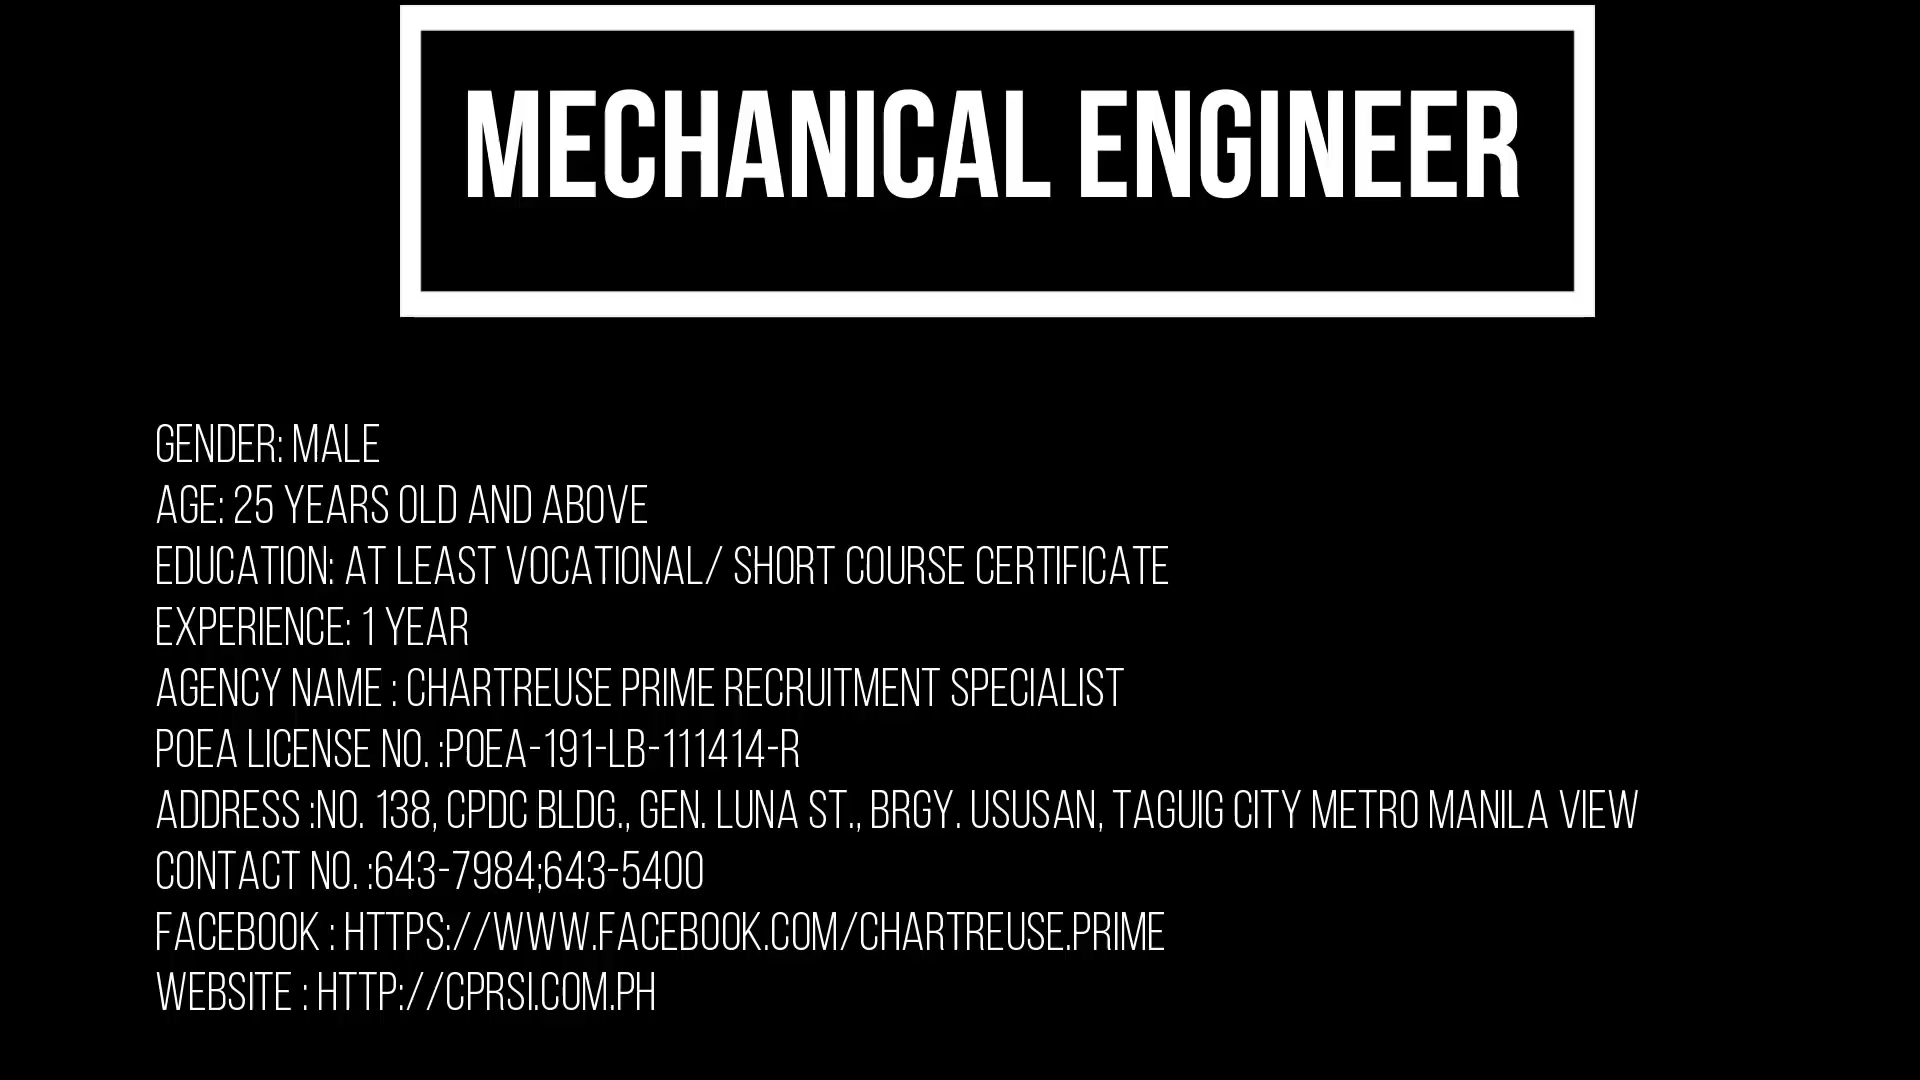 MECHANICAL ENGINEER
GENDER: MALE
AGE: 25 YEARS OLD AND ABOVE
EDUCATION: AT LEAST VOCATIONAL/ SHORT COURSE CERTIFICATE
EXPERIENCE: 1 YEAR
AGENCY NAME : CHARTREUSE PRIME RECRUITMENT SPECIALIST
POEA LICENSE NO. :POEA-191-LB-111414-R
ADDRESS :NO. 138, CPDC BLDG., GEN. LUNA ST., BRGY. USUSAN, TAGUIG CITY METRO MANILA VIEW
CONTACT NO. :643-7984;643-5400
FACEBOOK : HTTPS://WWW.FACEBOOK.COM/CHARTREUSE.PRIME
WEBSITE : HTTP://CPRSI.COM.PH